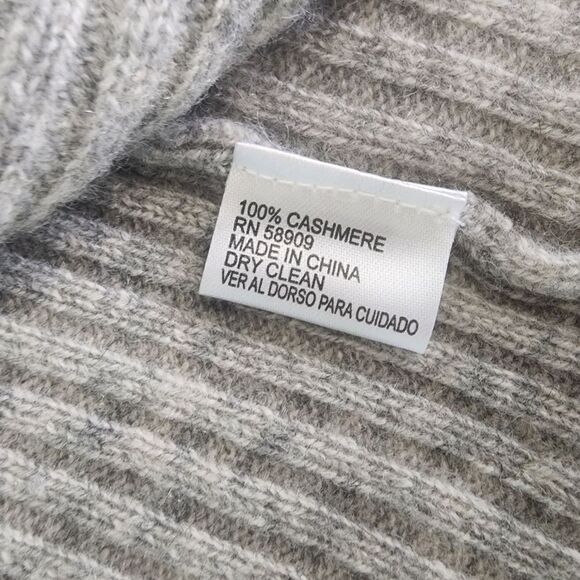 100% CASHMERE
RN 58909
MADE IN CHINA
DRY CLEAN
VER AL DORSO PARA CUIDADO